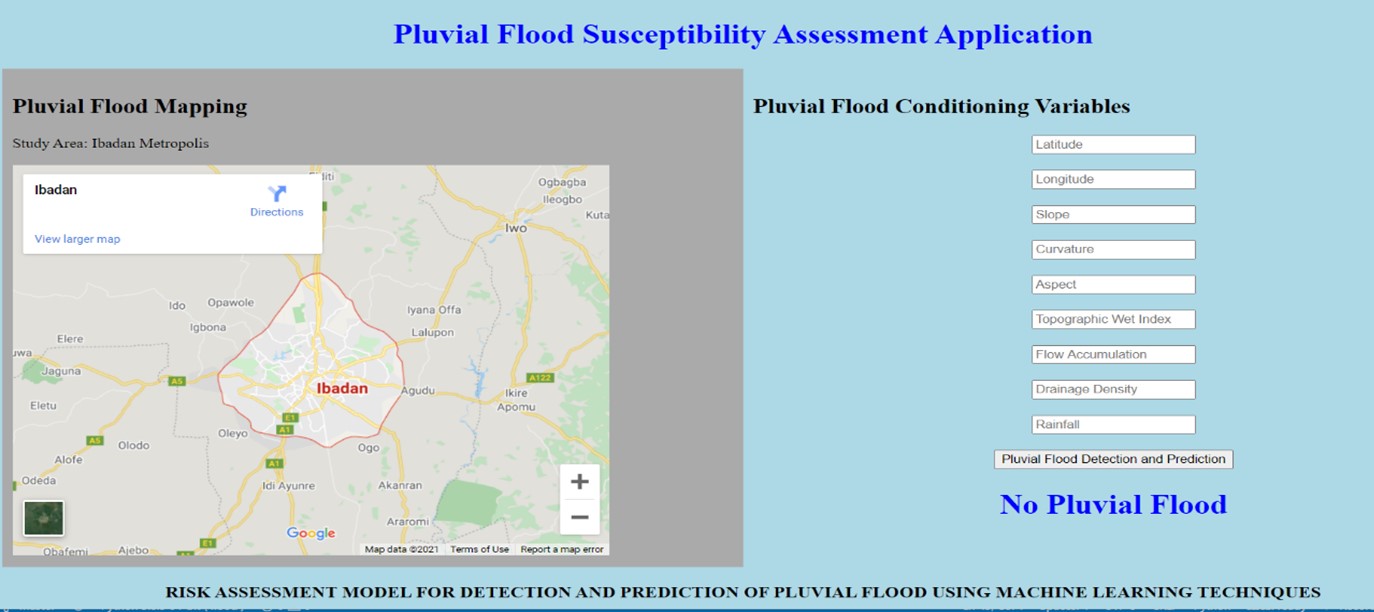 Pluvial Flood Susceptibility Assessment Application
Pluvial Flood Mapping
Study Area: Ibadan Metropolis
Ibadan
Directions
View larger map
Ogbagba
Ileogbo
Kuta
Iwo
Ido
Opawole
Igbona
Iyana Offa
Lalupon
Elere
Jaguna
A5
Ibadan
Agudu
A122
Ikire
Apomu
Eletu
E1
A1
Oleyo
Ogo
A5
Olodo
Alofe
A1
Odeda
Idi Ayunre
Akanran
+
−
Araromi
Google
E1
Obafemi
Ajebo
A1
Map data ©2021
Terms of Use
Report a map error
Pluvial Flood Conditioning Variables
Latitude
Longitude
Slope
Curvature
Aspect
Topographic Wet Index
Flow Accumulation
Drainage Density
Rainfall
Pluvial Flood Detection and Prediction
No Pluvial Flood
RISK ASSESSMENT MODEL FOR DETECTION AND PREDICTION OF PLUVIAL FLOOD USING MACHINE LEARNING TECHNIQUES